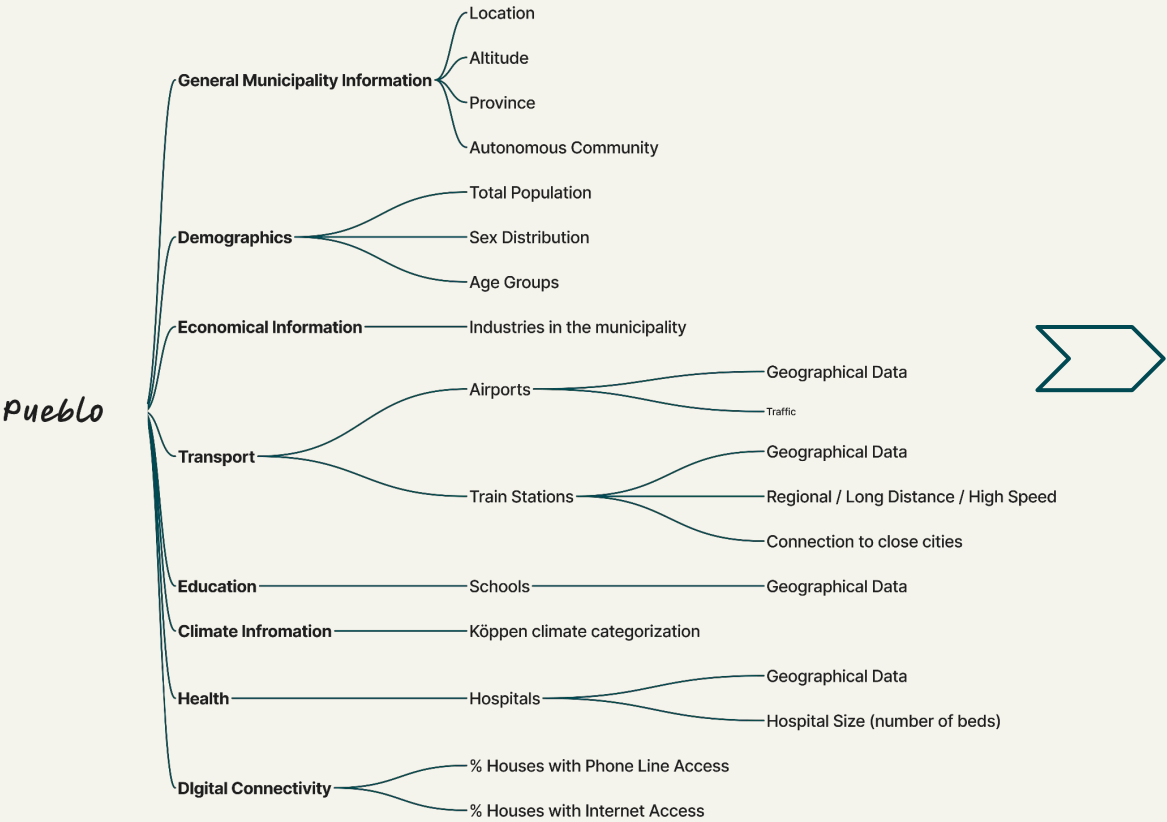 Pueblo
General Municipality Information
Location
Altitude
Province
Autonomous Community
Demographics
Total Population
Sex Distribution
Age Groups
Economical Information
Industries in the municipality
Transport
Airports
Geographical Data
Traffic
Train Stations
Geographical Data
Regional / Long Distance / High Speed
Connection to close cities
Education
Schools
Geographical Data
Climate Infromation
Köppen climate categorization
Health
Hospitals
Geographical Data
Hospital Size (number of beds)
DIgital Connectivity
% Houses with Phone Line Access
% Houses with Internet Access